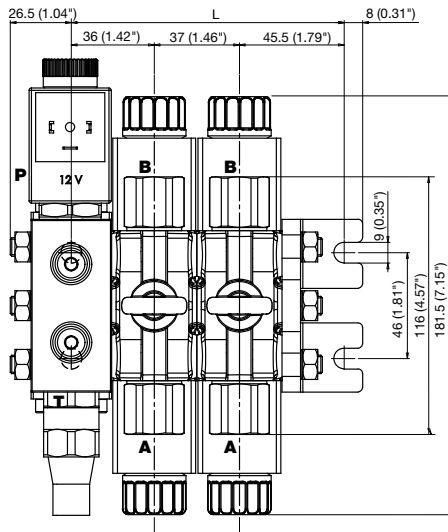 26.5 (1.04")
L
8 (0.31")
36 (1.42")
37 (1.46")
45.5 (1.79")
B
B
P
12 V
9 (0.35")
46 (1.81")
116 (4.57")
181.5 (7.15")
T
A
A